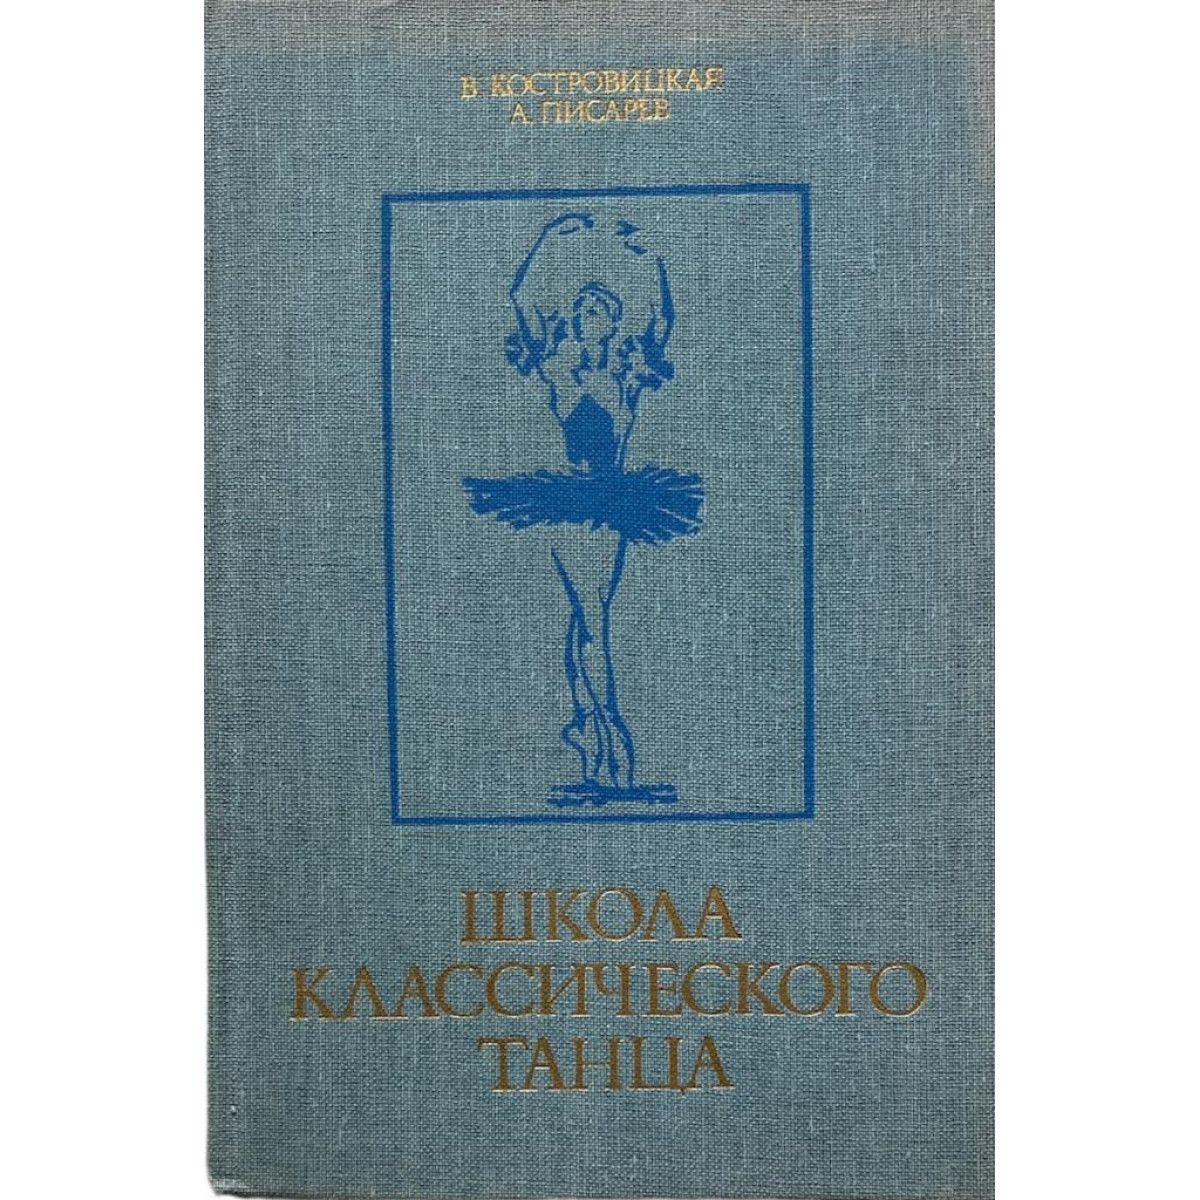 В. КОСТРОВИЦКАЯ
А. ПИСАРЕВ
ШКОЛА
КЛАССИЧЕСКОГО
ТАНЦА